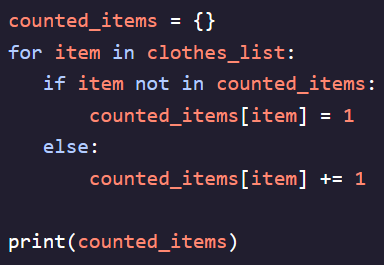 counted_items = {}
for item in clothes_list:
   if item not in counted_items:
       counted_items[item] = 1
   else:
       counted_items[item] += 1

print(counted_items)